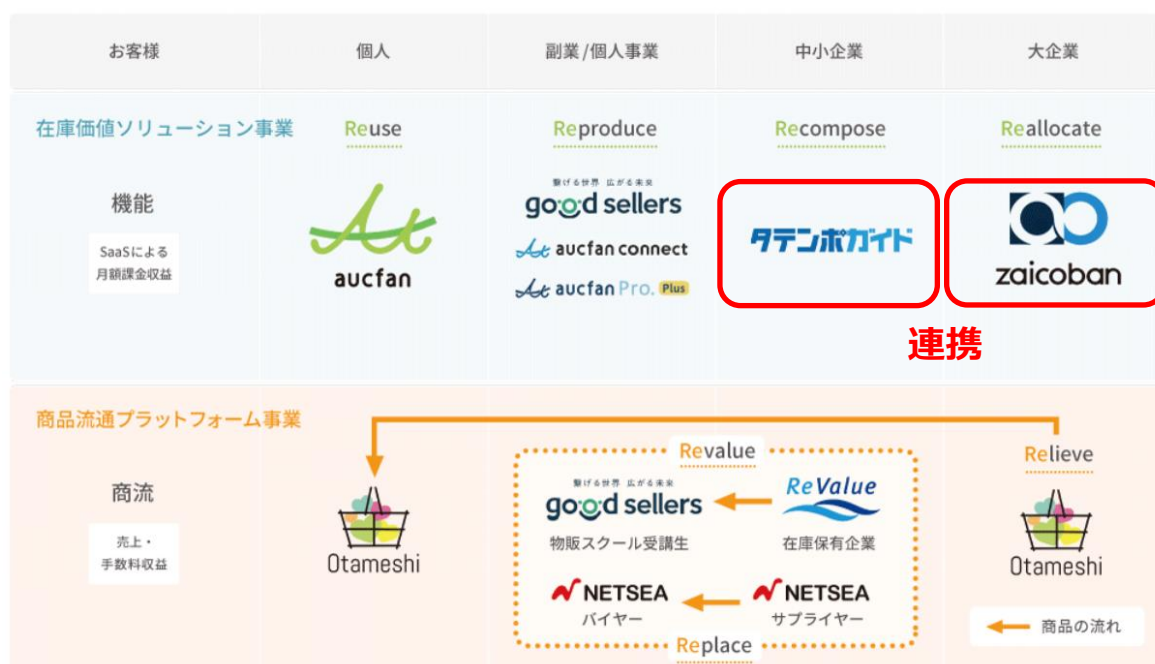 お客様
個人
副業/個人事業
中小企業
大企業
在庫価値ソリューション事業
Reuse
Reproduce
Recompose
Reallocate
機能
SaaSによる
月額課金収益
aucfan
繋げる世界 広がる未来
good sellers
aucfan connect
aucfan Pro. Plus
タテンポガイド
zaicoban
連携
商品流通プラットフォーム事業
Revalue
Relieve
商流
売上・
手数料収益
Otameshi
繋げる世界 広がる未来
good sellers
物販スクール受講生
ReValue
在庫保有企業
NETSEA
バイヤー
NETSEA
サプライヤー
Replace
Otameshi
商品の流れ